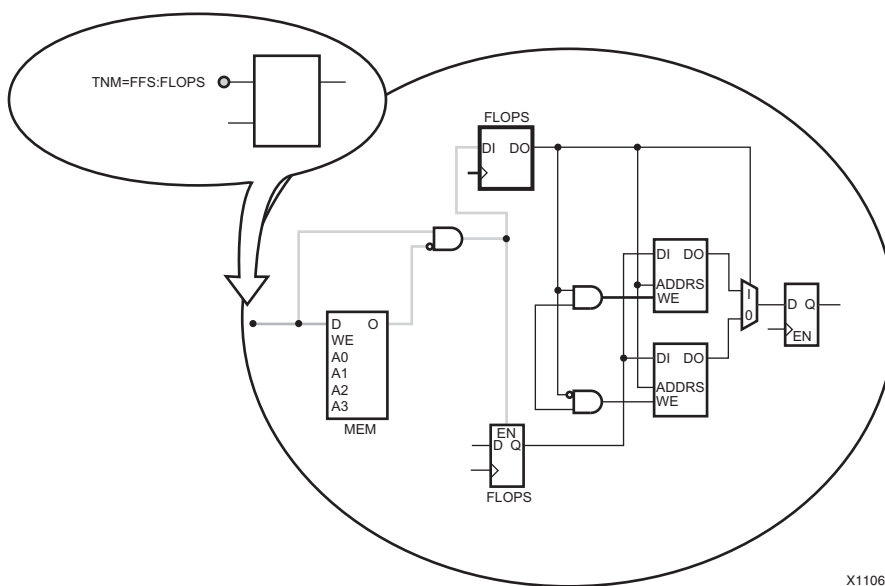 TNM=FFS:FLOPS
FLOPS
DI DO
D O
WE
A0
A1
A2
A3
MEM
DI DO
ADDRS
WE
DI DO
ADDRS
WE
I
0
D Q
EN
EN
D Q
FLOPS
X1106